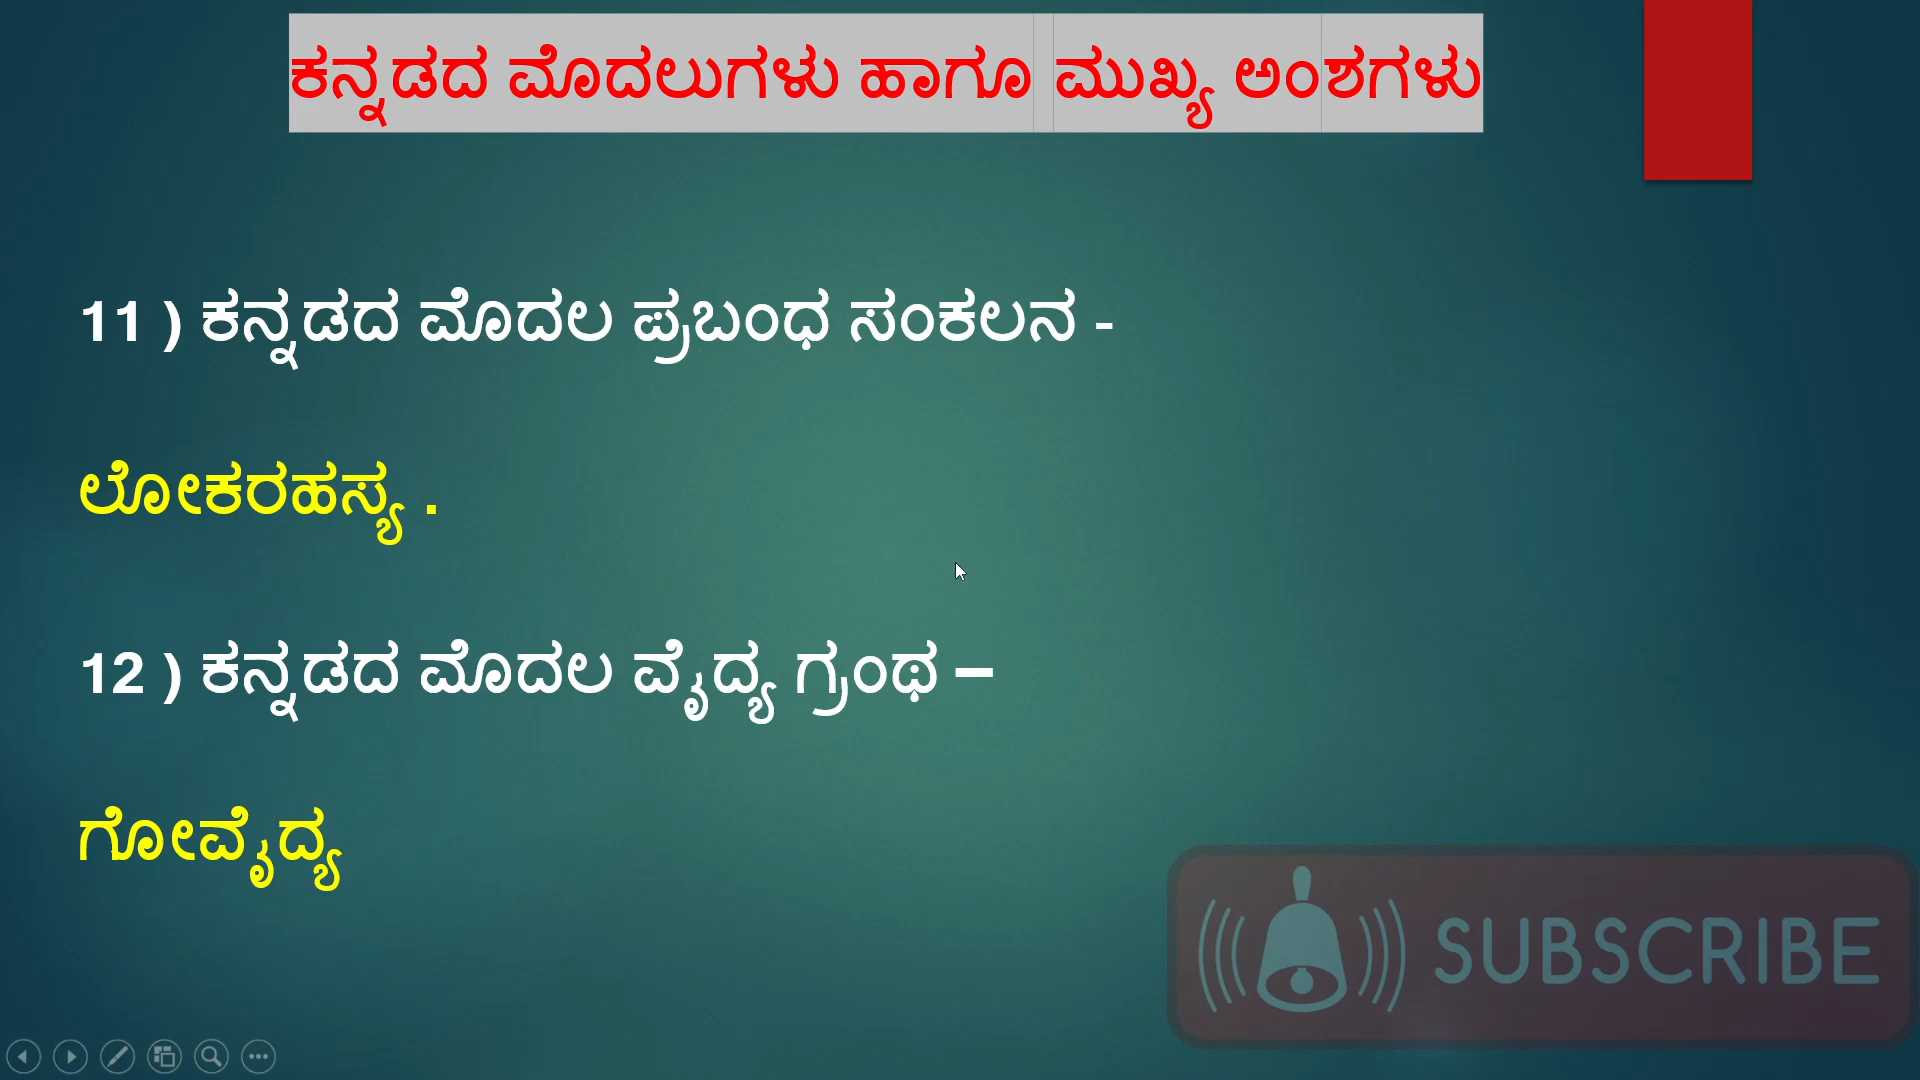 ಕನ್ನಡದ ಮೊದಲುಗಳು ಹಾಗೂ ಮುಖ್ಯ ಅಂಶಗಳು
11 ) ಕನ್ನಡದ ಮೊದಲ ಪ್ರಬಂಧ ಸಂಕಲನ -
ಲೋಕರಹಸ್ಯ .
12 ) ಕನ್ನಡದ ಮೊದಲ ವೈದ್ಯ ಗ್ರಂಥ –
ಗೋವೈದ್ಯ
SUBSCRIBE